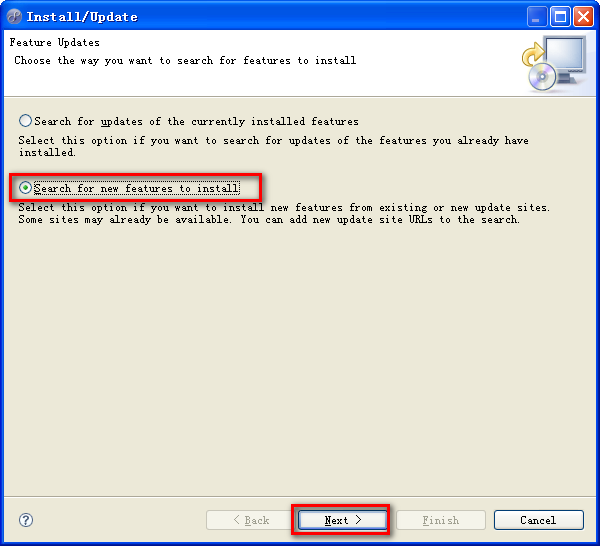 Install/Update
Feature Updates
Choose the way you want to search for features to install
Search for updates of the currently installed features
Select this option if you want to search for updates of the features you already have
installed.
Search for new features to install
Select this option if you want to install new features from existing or new update sites.
Some sites may already be available. You can add new update site URLs to the search.
?
< Back
Next >
Finish
Cancel